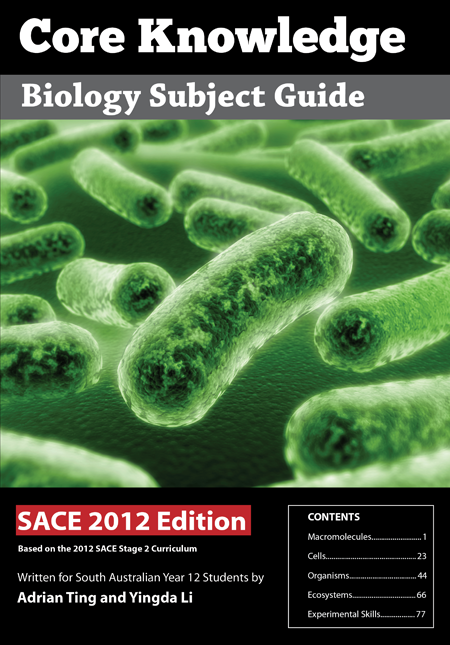 Core Knowledge
Biology Subject Guide
SACE 2012 Edition
Based on the 2012 SACE Stage 2 Curriculum
Written for South Australian Year 12 Students by
Adrian Ting and Yingda Li
CONTENTS
Macromolecules......................... 1
Cells............................................. 23
Organisms................................. 44
Ecosystems................................ 66
Experimental Skills................. 77